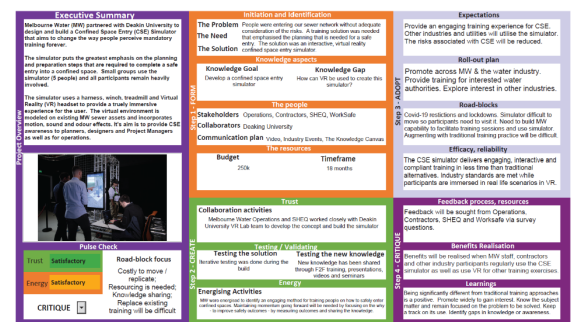 Executive Summary
Melbourne Water (MW) partnered with Deakin University to
design and build a Confined Space Entry (CSE) Simulator
that aims to change the way people perceive mandatory
training forever.
The simulator puts the greatest emphasis on the planning
and preparation steps that are required to complete a safe
entry into a confined space. Small groups use the
simulator (5 people) and all participants remain heavily
involved.
The simulator uses a harness, winch, treadmill and Virtual
Reality (VR) headset to provide a truely immersive
experience for the user. The virtual environment is
modeled on existing MW sewer assets and incorporates
motion, sound and odour effects. It's aim is to provide CSE
awareness to planners, designers and Project Managers
as well as for operations.
Project Overview
Pulse Check
Trust Satisfactory
Energy Satisfactory
CRITIQUE
Road-block focus
Costly to move /
replicate;
Resourcing is needed;
Knowledge sharing;
Replace existing
training will be difficult
Step 1 - FORM
Initiation and Identification
The Problem
The Need
The Solution
People were entering our sewer network without adequate
consideration of the risks. A training solution was needed
that emphasised the planning that is needed for a safe
entry. The solution was an interactive, virtual reality,
confined space entry simulator.
Knowledge aspects
Knowledge Goal
Develop a confined space entry
simulator
Knowledge Gap
How can VR be used to create this
simulator?
The people
Stakeholders Operations, Contractors, SHEQ, WorkSafe
Collaborators Deaking University
Communication plan Video, Industry Events, The Knowledge Canvas
The resources
Budget
250k
Timeframe
18 months
Step 2 - CREATE
Trust
Collaboration activities
Melbourne Water Operations and SHEQ worked closely with Deakin
University VR Lab team to develop the concept and build the simulator
Testing / Validating
Testing the solution
Iterative testing was done during the
build
Testing the new knowledge
New knowledge has been shared
through F2F training, presentations,
videos and seminars
Energy
Energising Activities
MW were engaged to identify an engaging method for training people on how to safely enter
confined spaces. Maintaining momentum going forward will be needed by focusing on the why
- to improve safety outcomes - by measuring outcomes and sharing the knowledge.
Step 3 - ADOPT
Expectations
Provide an engaging training experience for CSE.
Other industries and utilities will utilise the simulator.
The risks associated with CSE will be reduced.
Roll-out plan
Promote across MW & the water industry.
Provide training for interested water
authorities. Explore interest in other industries.
Road-blocks
Covid-19 restictions and lockdowns. Simulator difficult to
move so participants need to visit it. Need to build MW
capability to facilitate training sessions and use simulator.
Augmenting with traditional training practice will be difficult.
Efficacy, reliability
The CSE simulator delivers engaging, interactive and
compliant training in less time than traditional
alternatives. Industry standards are met while
participants are immersed in real life scenarios in VR.
Step 4 - CRITIQUE
Feedback process, resources
Feedback will be sought from Operations,
Contractors, SHEQ and Worksafe via survey
questions.
Benefits Realisation
Benefits will be realised when MW staff, contractors
and other industry participants regularly use the CSE
simulator as well as use VR for other training exercises.
Learnings
Being significantly different from traditional training approaches
is a positive. Promote widely to gain interest. Know the subject
matter and remain focused on the problem to solved. Keep
a track on its use. Identify gaps in knowledge or awareness.